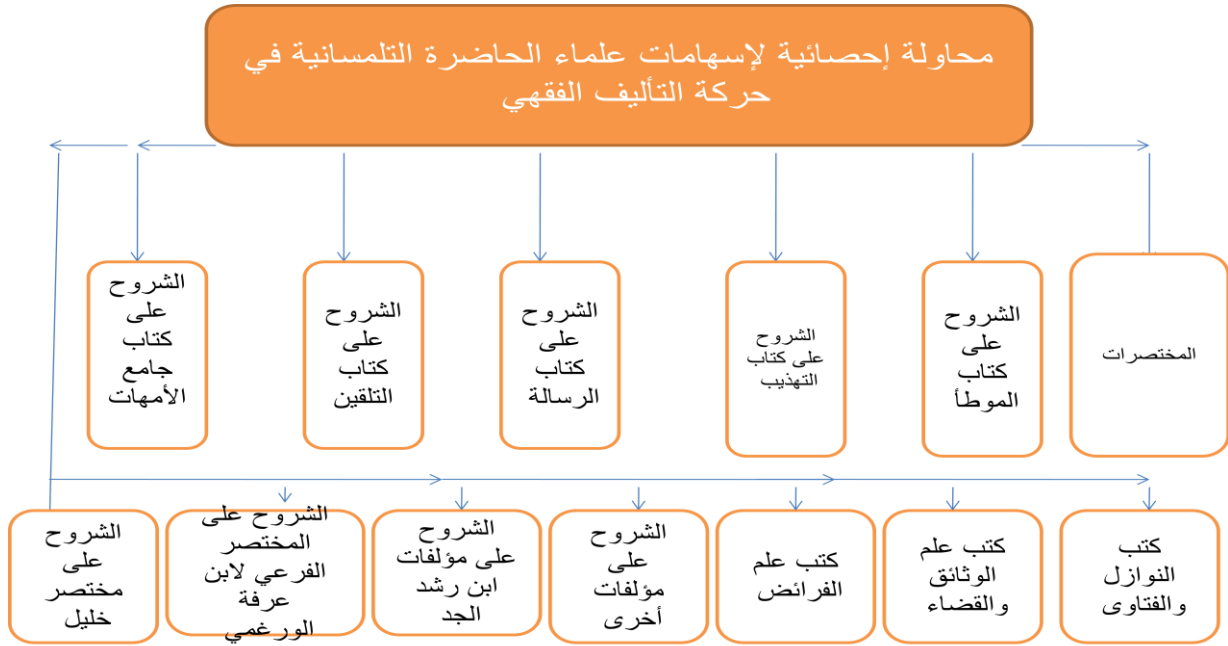 محاولة إحصائية لإسهامات علماء الحاضرة التلمسانية في
حركة التأليف الفقهي
المختصرات
الشروح
على
كتاب
الموطأ
الشروح
على كتاب
التهذيب
الشروح
على
كتاب
الرسالة
الشروح
على
كتاب
التلقين
الشروح
على
كتاب
جامع
الأمهات
كتب
النوازل
والفتاوى
كتب علم
الوثائق
والقضاء
كتب علم
الفرائض
الشروح
على
مؤلفات
أخرى
الشروح
على مؤلفات
ابن رشد
الجد
الشروح على
المختصر
الفرعي لابن
عرفة
الورغمي
الشروح
على
مختصر
خليل